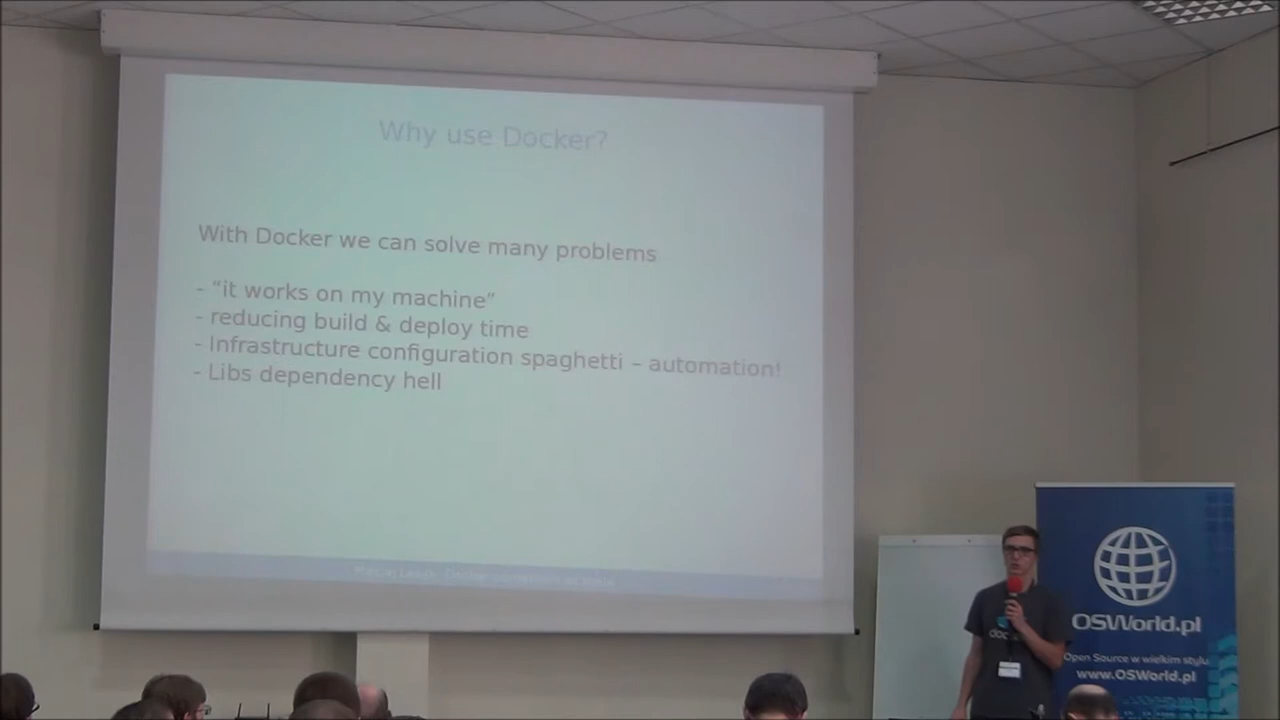 Why use Docker?
With Docker we can solve many problems
- “it works on my machine”
- reducing build & deploy time
- Infrastructure configuration spaghetti – automation!
- Libs dependency hell
OSWorld.pl
Open Source w wielkim stylu
www.OSWorld.pl